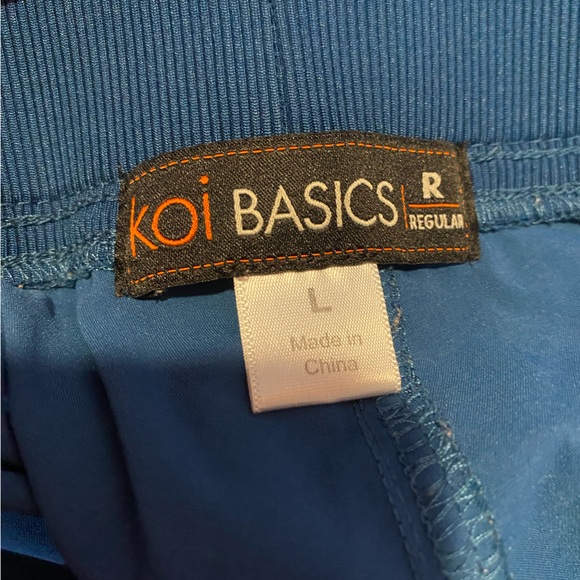 koi BASICS
R
REGULAR
L
Made in
China